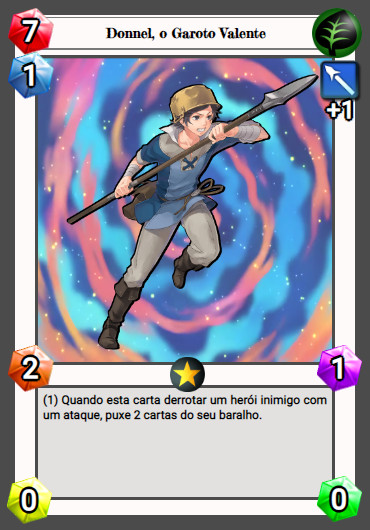 7
Donnel, o Garoto Valente
1
+1
2
1
(1) Quando esta carta derrotar um herói inimigo com
um ataque, puxe 2 cartas do seu baralho.
0
0